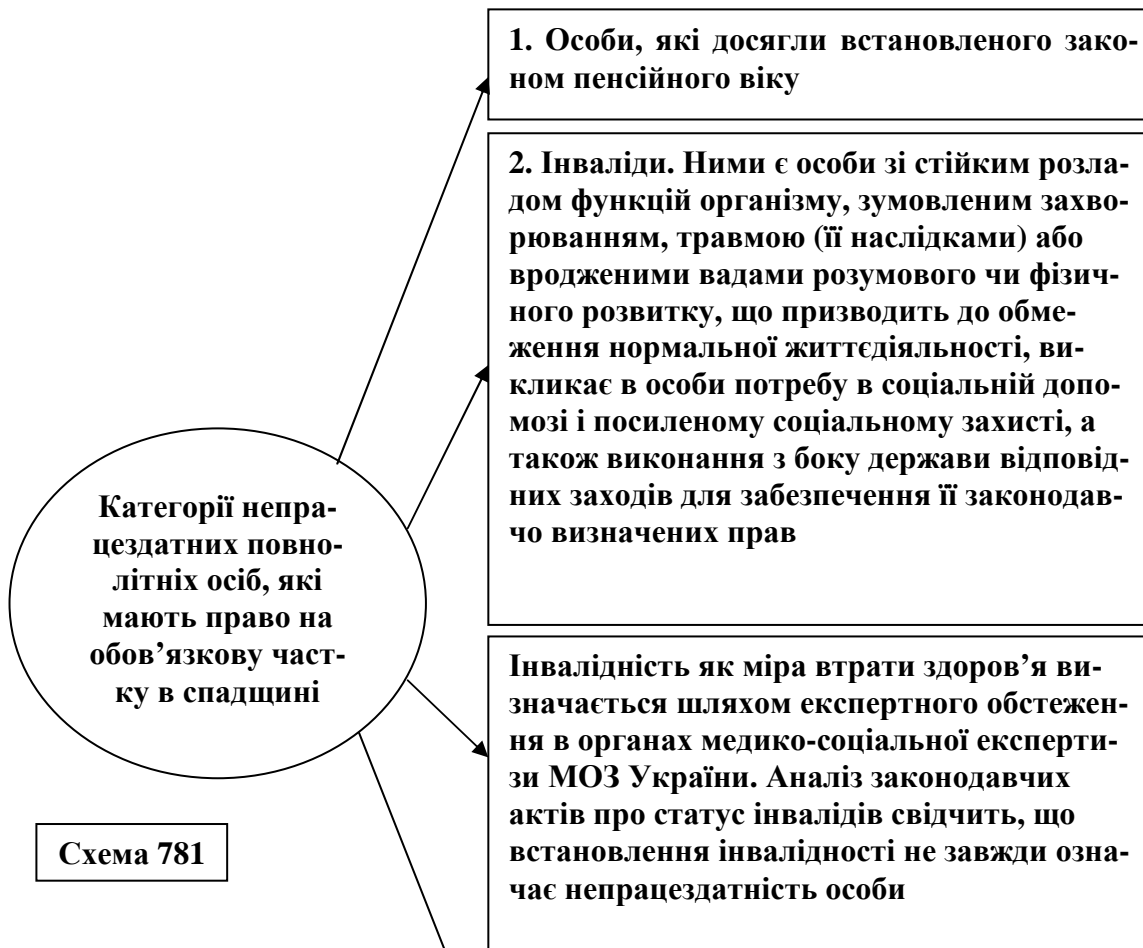 1. Особи, які досягли встановленого зако-
ном пенсійного віку
2. Інваліди. Ними є особи зі стійким розла-
дом функцій організму, зумовленим захво-
рюванням, травмою (її наслідками) або
вродженими вадами розумового чи фізич-
ного розвитку, що призводить до обме-
ження нормальної життєдіяльності, ви-
кликає в особи потребу в соціальній допо-
мозі і посиленому соціальному захисті, а
також виконання з боку держави відповід-
них заходів для забезпечення її законодав-
чо визначених прав
Категорії непра-
цездатних повно-
літніх осіб, які
мають право на
обов’язкову част-
ку в спадщині
Інвалідність як міра втрати здоров’я ви-
значається шляхом експертного обстежен-
ня в органах медико-соціальної експерти-
зи МОЗ України. Аналіз законодавчих
актів про статус інвалідів свідчить, що
встановлення інвалідності не завжди озна-
чає непрацездатність особи
Схема 781